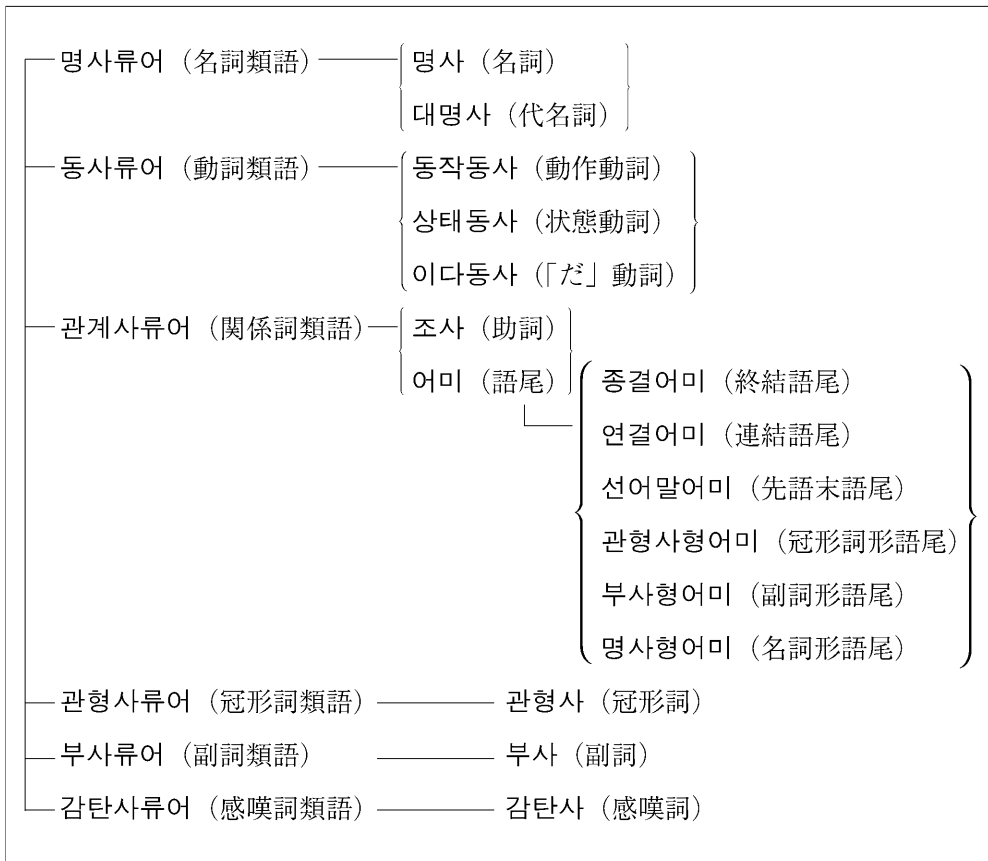 명사류어（名詞類語） 명사（名詞）
대명사（代名詞）
동사류어（動詞類語） 동작동사（動作動詞）
상태동사（状態動詞）
이다동사（「だ」動詞）
관계사류어（関係詞類語） 조사（助詞）
어미（語尾） 종결어미（終結語尾）
연결어미（連結語尾）
선어말어미（先語末語尾）
관형사형어미（冠形詞形語尾）
부사형어미（副詞形語尾）
명사형어미（名詞形語尾）
관형사류어（冠形詞類語） 관형사（冠形詞）
부사류어（副詞類語） 부사（副詞）
감탄사류어（感嘆詞類語） 감탄사（感嘆詞）